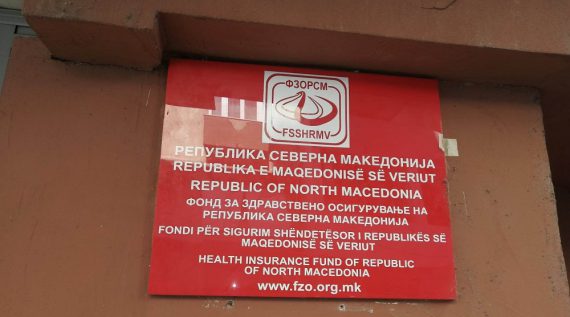 ФЗОРСМ
FSSHRMV
РЕПУБЛИКА СЕВЕРНА МАКЕДОНИЈА
REPUBLIKA E MAQEDONISË SË VERIUT
REPUBLIC OF NORTH MACEDONIA
ФОНД ЗА ЗДРАВСТВЕНО ОСИГУРУВАЊЕ НА
РЕПУБЛИКА СЕВЕРНА МАКЕДОНИЈА
FONDI PËR SIGURIM SHËNDETËSOR I REPUBLIKËS SË
MAQEDONISË SË VERIUT
HEALTH INSURANCE FUND OF REPUBLIC
OF NORTH MACEDONIA
www.fzo.org.mk